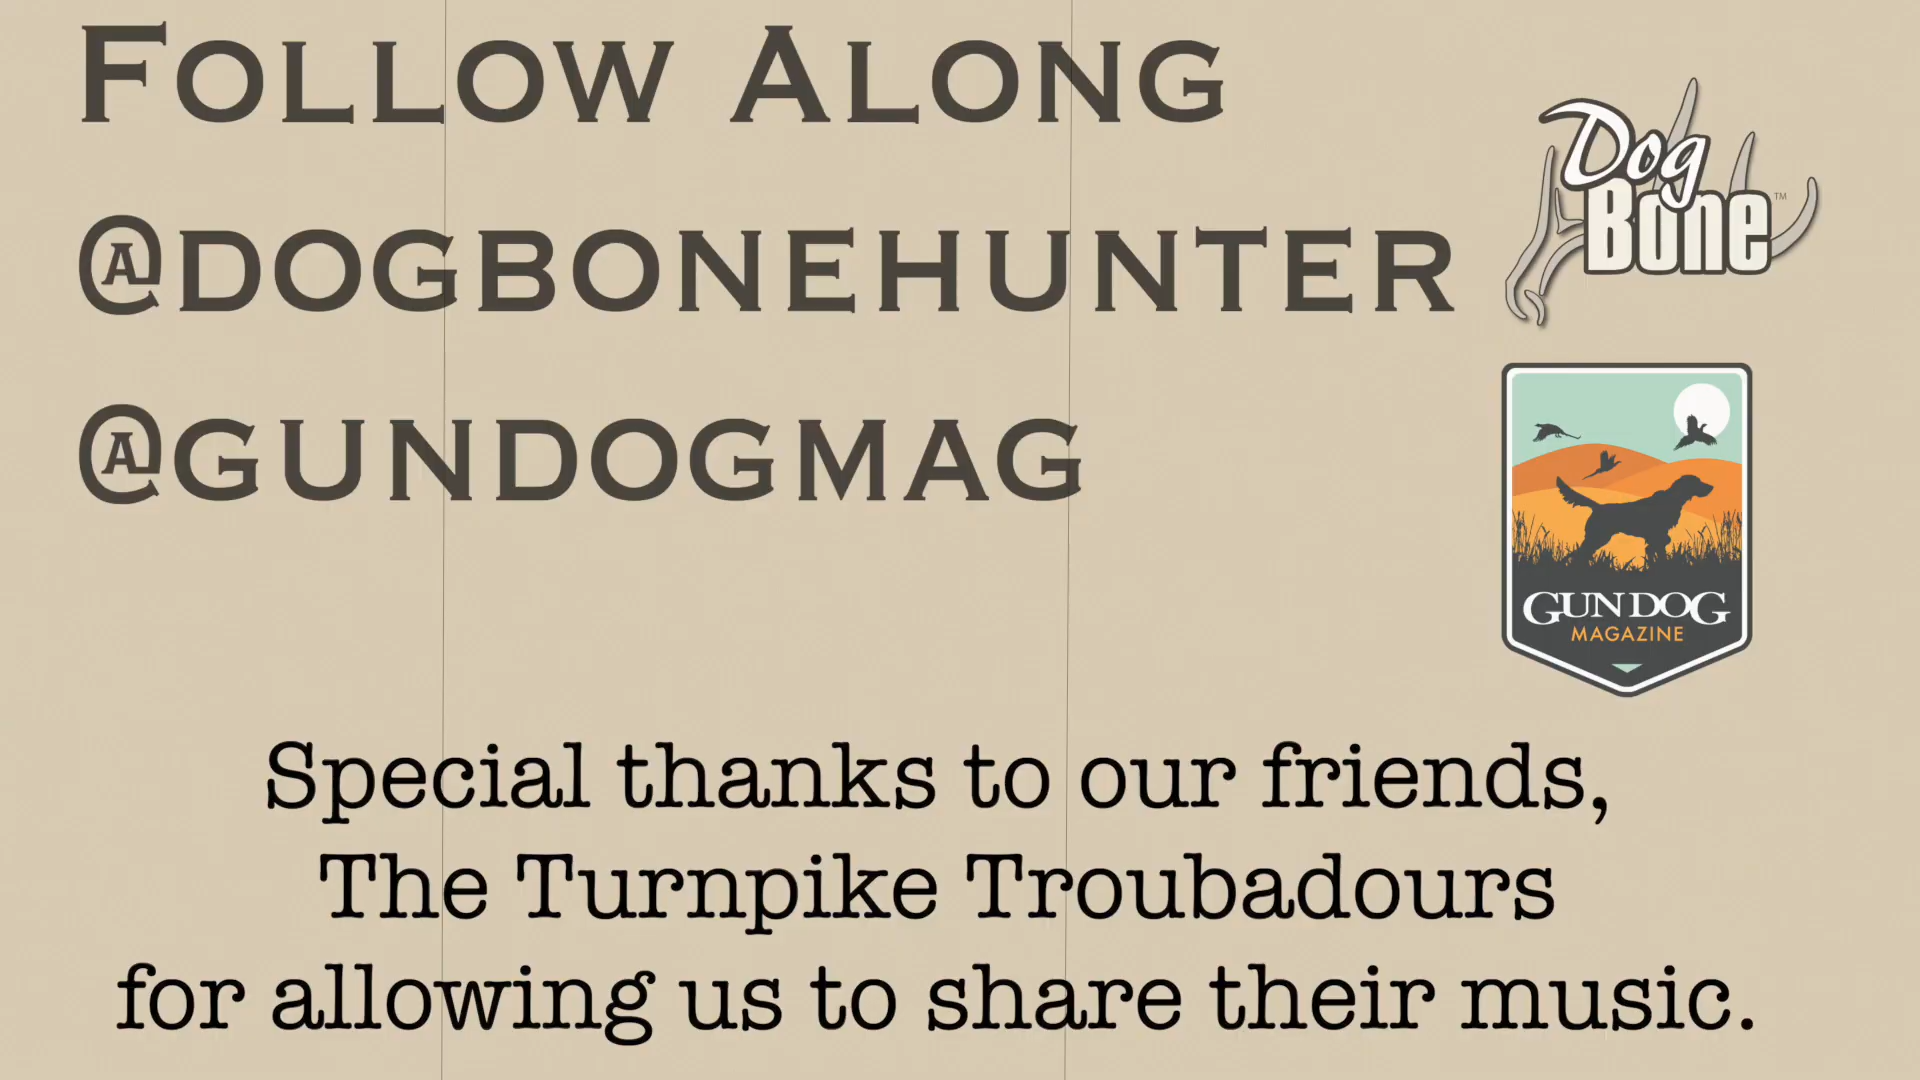 FOLLOW ALONG
@DOGBONEHUNTER
@GUNDOGMAG
Dog
Bone™
GUN DOG
MAGAZINE
Special thanks to our friends,
The Turnpike Troubadours
for allowing us to share their music.